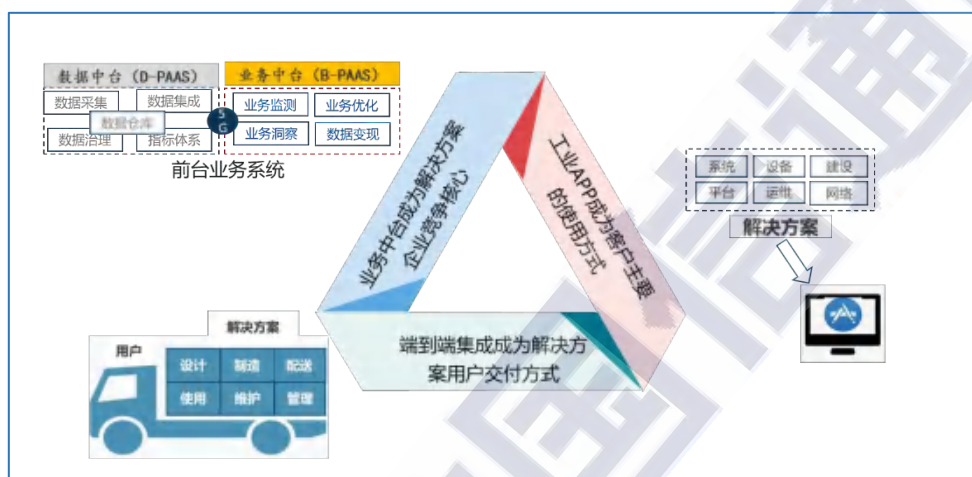 数据中台 (D-PAAS)
业务中台 (B-PAAS)
数据采集
数据集成
数据仓库
数据治理
指标体系
5G
业务监测
业务优化
业务洞察
数据变现
前台业务系统
业务中台成为解决方案
企业竞争核心
工业APP成为客户主要
的使用方式
端到端集成成为解决方
案用户交付方式
系统
设备
建设
平台
运维
网络
解决方案
解决方案
用户
设计
制造
配送
使用
维护
管理
国信通